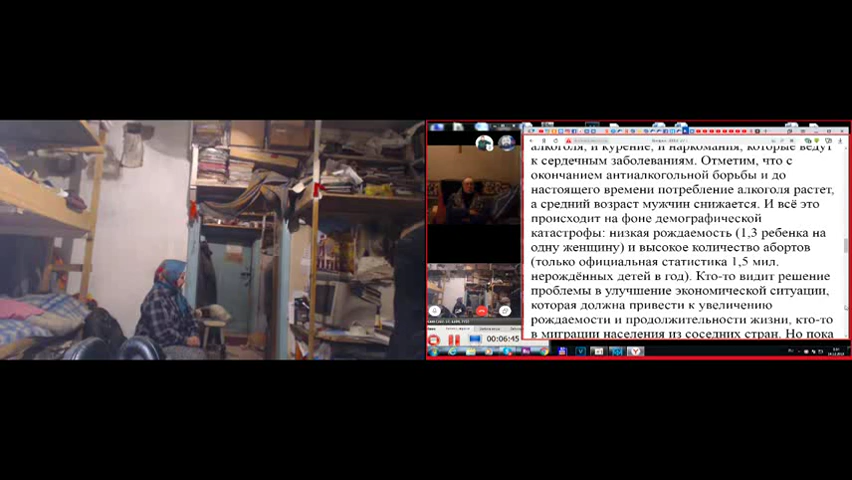 алкоголя, и курение, и наркомания, которые ведут
к сердечным заболеваниям. Отметим, что с
окончанием антиалкогольной борьбы и до
настоящего времени потребление алкоголя растет,
а средний возраст мужчин снижается. И всё это
происходит на фоне демографической
катастрофы: низкая рождаемость (1,3 ребенка на
одну женщину) и высокое количество абортов
(только официальная статистика 1,5 мил.
нерождённых детей в год). Кто-то видит решение
проблемы в улучшение экономической ситуации,
которая должна привести к увеличению
рождаемости и продолжительности жизни, кто-то
в миграции населения из соседних стран. Но пока
00:06:45